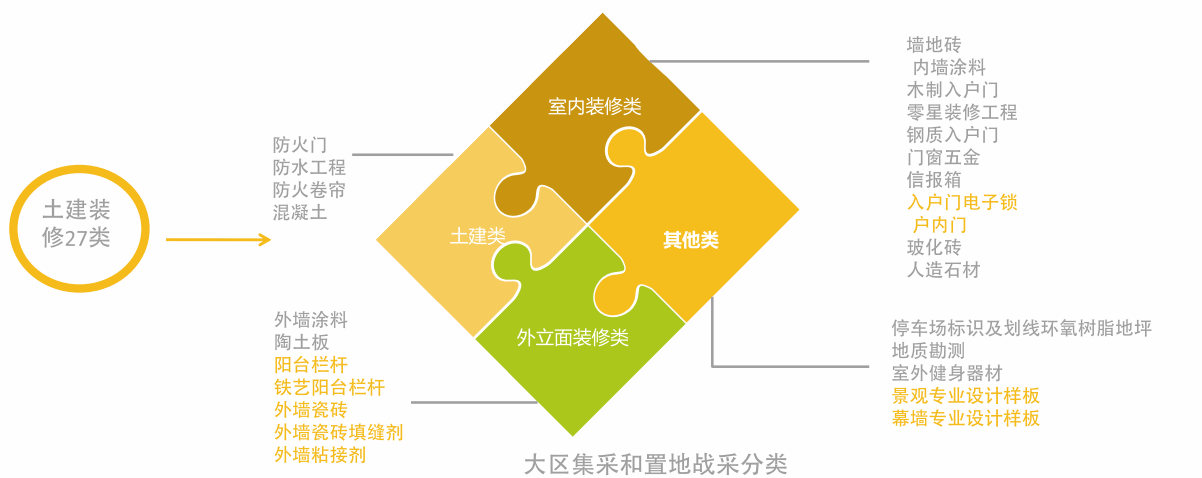 土建装
修27类
防火门
防水工程
防火卷帘
混凝土
外墙涂料
陶土板
阳台栏杆
铁艺阳台栏杆
外墙瓷砖
外墙瓷砖填缝剂
外墙粘接剂
室内装修类
土建类
其他类
外立面装修类
墙地砖
内墙涂料
木制入户门
零星装修工程
钢质入户门
门窗五金
信报箱
入户门电子锁
户内门
玻化砖
人造石材
停车场标识及划线环氧树脂地坪
地质勘测
室外健身器材
景观专业设计样板
幕墙专业设计样板
大区集采和置地战采分类